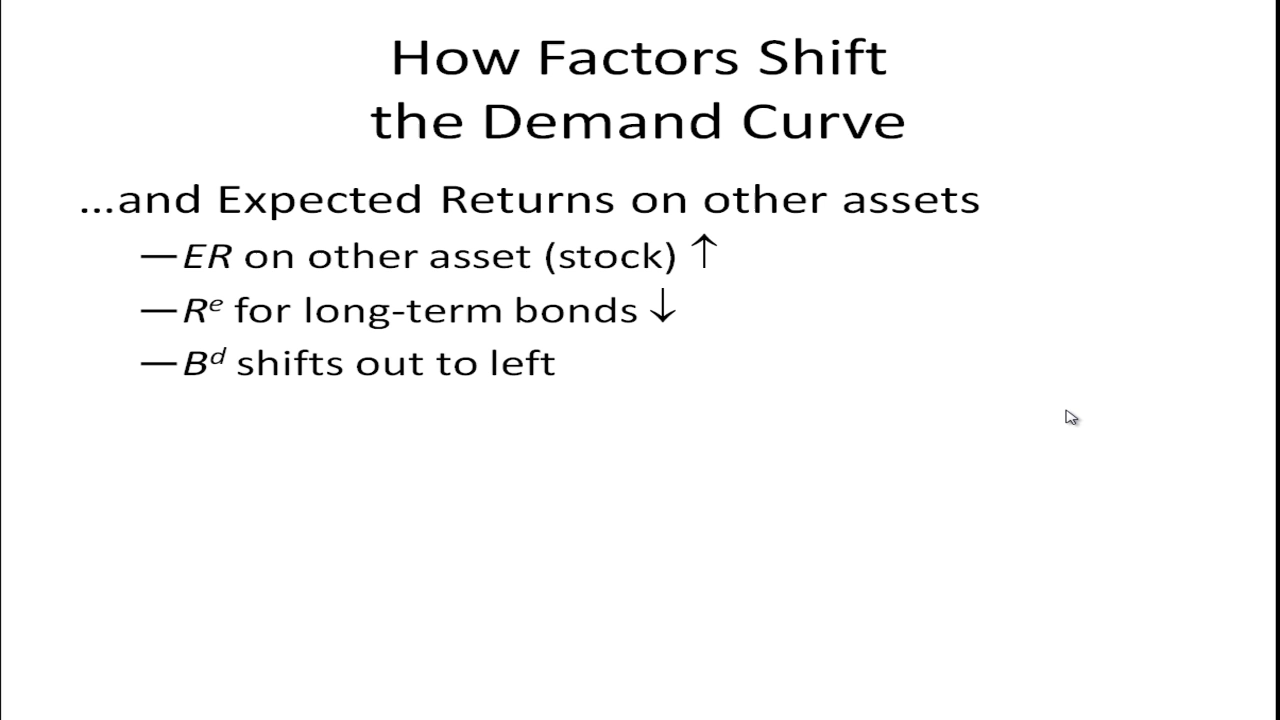 How Factors Shift
the Demand Curve
...and Expected Returns on other assets
—ER on other asset (stock) ↑
—Rᵉ for long-term bonds ↓
—Bᵈ shifts out to left